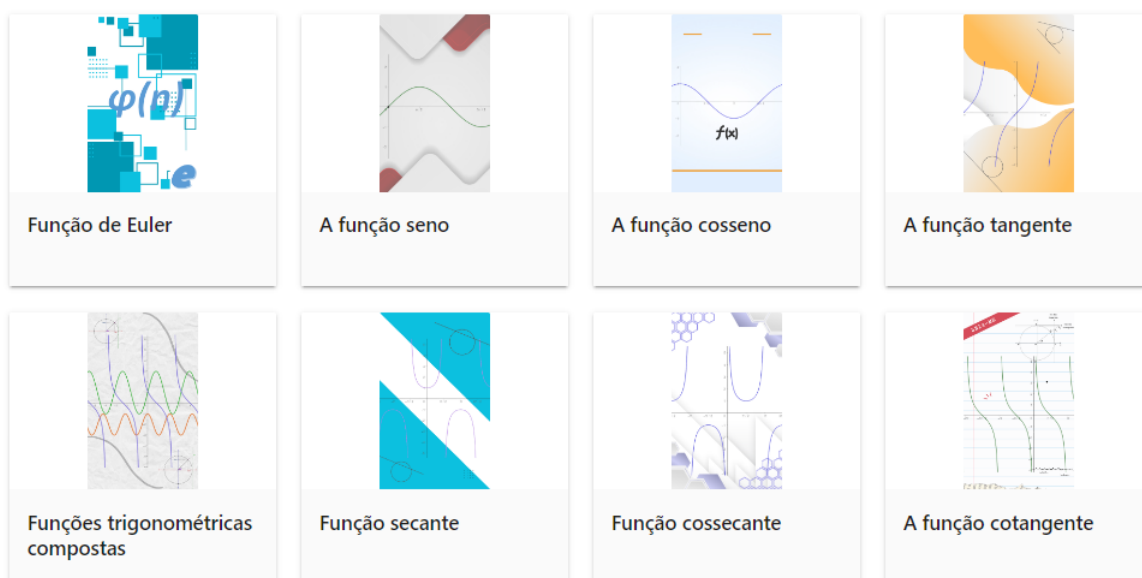 φ(n)
e
Função de Euler
A função seno
f(x)
A função cosseno
A função tangente
Funções trigonométricas
compostas
Função secante
Função cossecante
A função cotangente